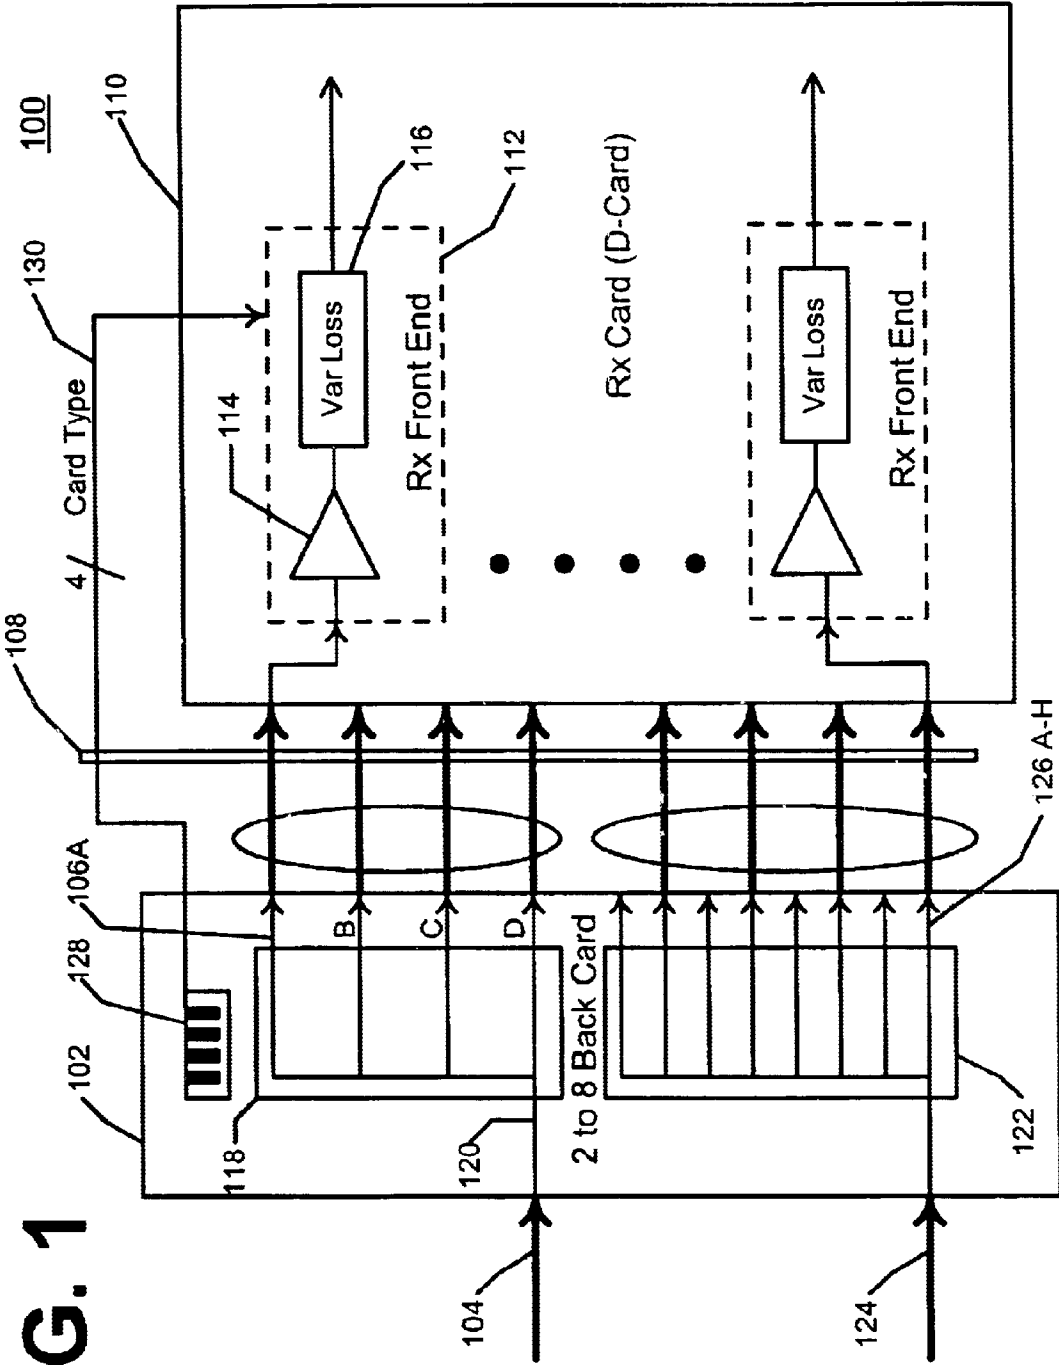 G. 1
100
110
130
Card Type
4
108
114
116
112
Var Loss
Rx Front End
Rx Card (D-Card)
Var Loss
Rx Front End
102
128
106A
B
C
D
118
120
2 to 8 Back Card
122
126 A-H
104
124